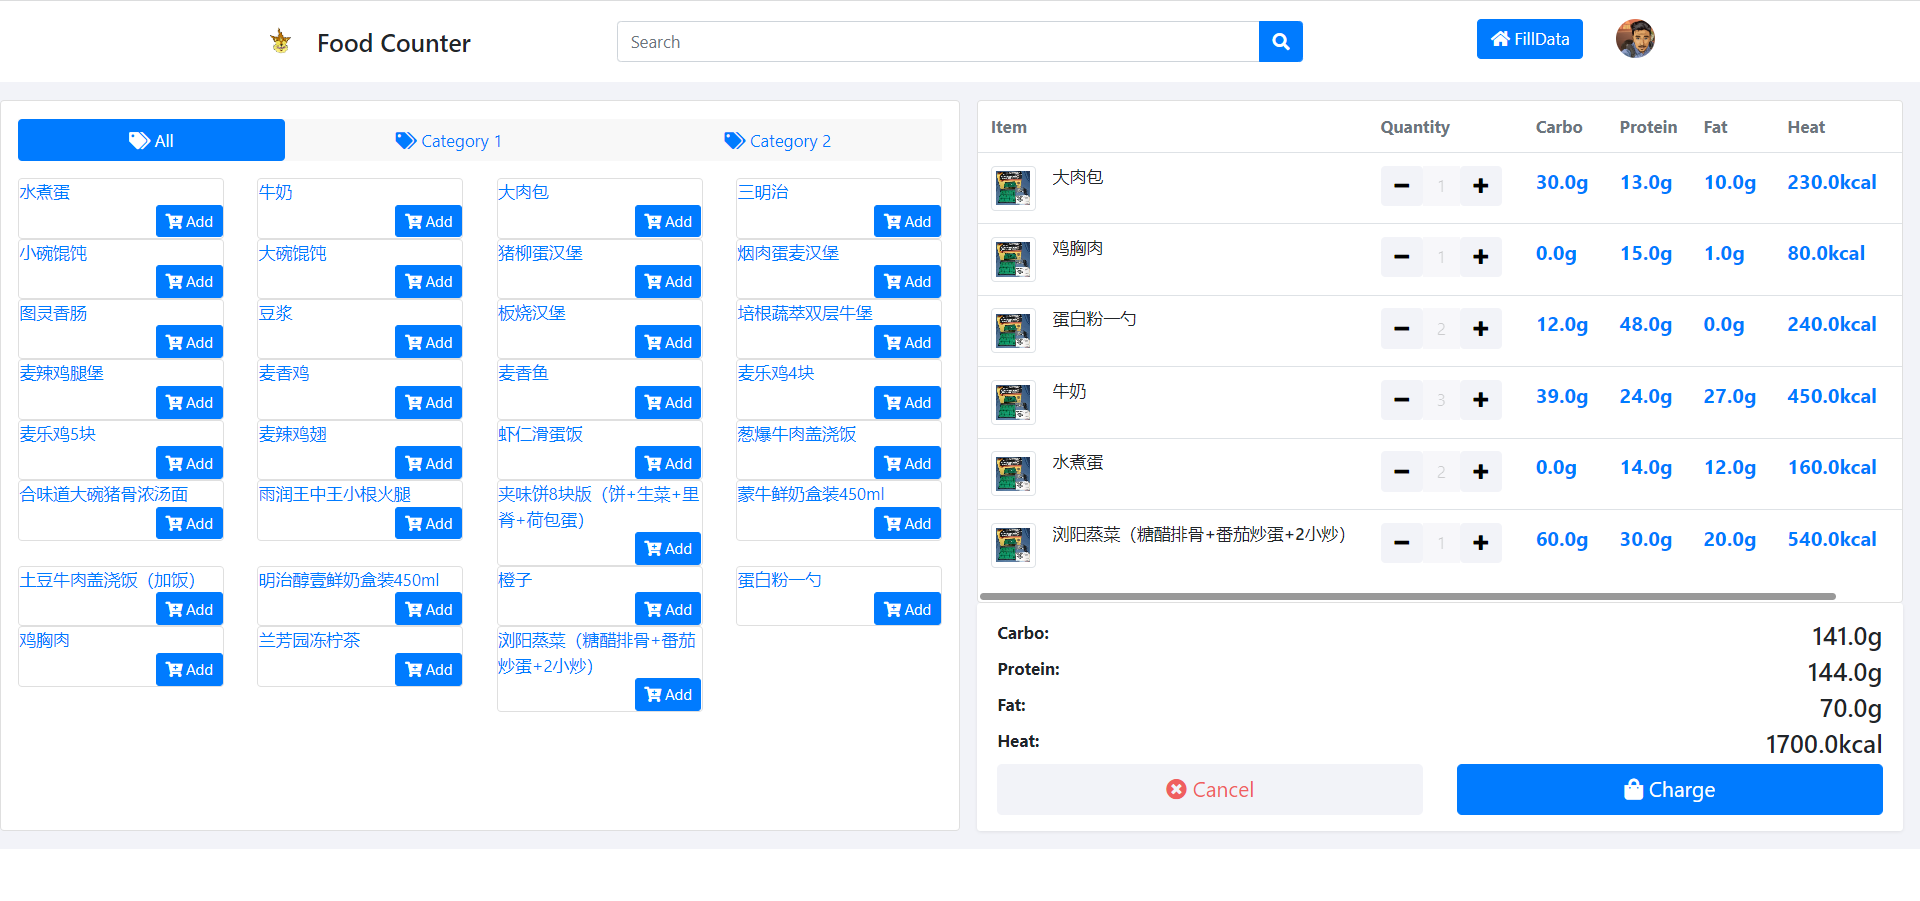 Food Counter
Search
FillData
All
Category 1
Category 2
水煮蛋
Add
牛奶
Add
大肉包
Add
三明治
Add
小碗馄饨
Add
大碗馄饨
Add
猪柳蛋汉堡
Add
烟肉蛋麦汉堡
Add
图灵香肠
Add
豆浆
Add
板烧汉堡
Add
培根蔬萃双层牛堡
Add
麦辣鸡腿堡
Add
麦香鸡
Add
麦香鱼
Add
麦乐鸡4块
Add
麦乐鸡5块
Add
麦辣鸡翅
Add
虾仁滑蛋饭
Add
葱爆牛肉盖浇饭
Add
合味道大碗猪骨浓汤面
Add
雨润王中王小根火腿
Add
夹味饼8块版（饼+生菜+里
脊+荷包蛋）
Add
蒙牛鲜奶盒装450ml
Add
土豆牛肉盖浇饭（加饭）
Add
明治醇壹鲜奶盒装450ml
Add
橙子
Add
蛋白粉一勺
Add
鸡胸肉
Add
兰芳园冻柠茶
Add
浏阳蒸菜（糖醋排骨+番茄
炒蛋+2小炒）
Add
Item Quantity Carbo Protein Fat Heat
大肉包 1 30.0g 13.0g 10.0g 230.0kcal
鸡胸肉 1 0.0g 15.0g 1.0g 80.0kcal
蛋白粉一勺 2 12.0g 48.0g 0.0g 240.0kcal
牛奶 3 39.0g 24.0g 27.0g 450.0kcal
水煮蛋 2 0.0g 14.0g 12.0g 160.0kcal
浏阳蒸菜（糖醋排骨+番茄炒蛋+2小炒） 1 60.0g 30.0g 20.0g 540.0kcal
Carbo: 141.0g
Protein: 144.0g
Fat: 70.0g
Heat: 1700.0kcal
Cancel
Charge